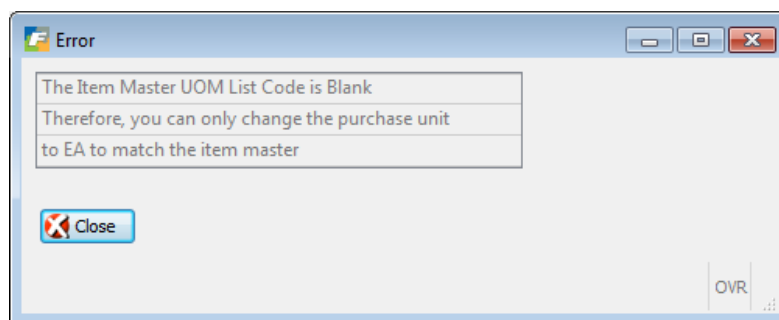 Error
The Item Master UOM List Code is Blank
Therefore, you can only change the purchase unit
to EA to match the item master
Close
OVR